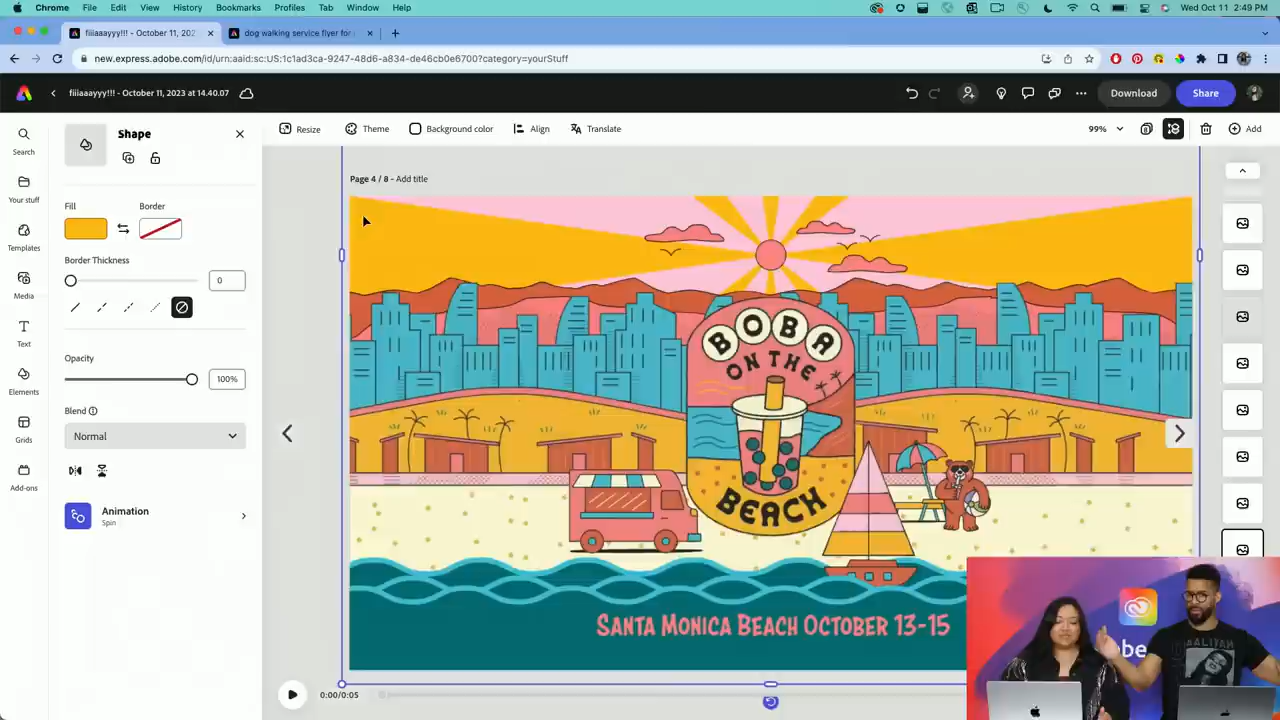 Chrome File Edit View History Bookmarks Profiles Tab Window Help
Wed Oct 11 2:49 PM
fiiiaaayyy!!! - October 11, 202
dog walking service flyer for
new.express.adobe.com/id/urn:aaid:sc:US:1c1ad3ca-9247-48d6-a834-de46cb0e6700?category=yourStuff
fiiiaaayyy!!! - October 11, 2023 at 14.40.07
Download
Share
Search
Your stuff
Templates
Media
Text
Elements
Grids
Add-ons
Shape
Fill
Border
Border Thickness
0
Opacity
100%
Blend
Normal
Animation
Spin
Resize
Theme
Background color
Align
Translate
99%
Add
Page 4 / 8 - Add title
BOBA
ON THE
BEACH
SANTA MONICA BEACH OCTOBER 13-15
0:00/0:05
AALIYAH